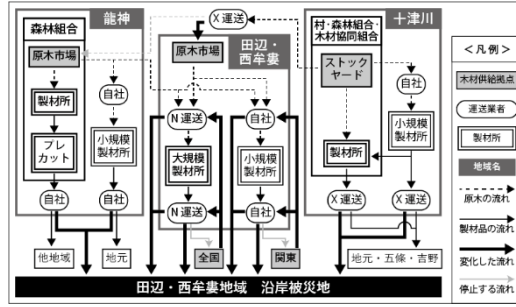 龍神
森林組合
原木市場
製材所
プレ
カット
自社
自社
小規模
製材所
自社
他地域
地元
X 運送
原木市場
田辺・
西牟婁
N 運送
大規模
製材所
N 運送
全国
自社
小規模
製材所
自社
関東
村・森林組合・
木材協同組合
十津川
ストック
ヤード
製材所
X 運送
自社
小規模
製材所
X 運送
地元・五條・吉野
田辺・西牟婁地域 沿岸被災地
<凡例>
木材供給拠点
運送業者
製材所
地域名
原木の流れ
製材品の流れ
変化した流れ
停止する流れ